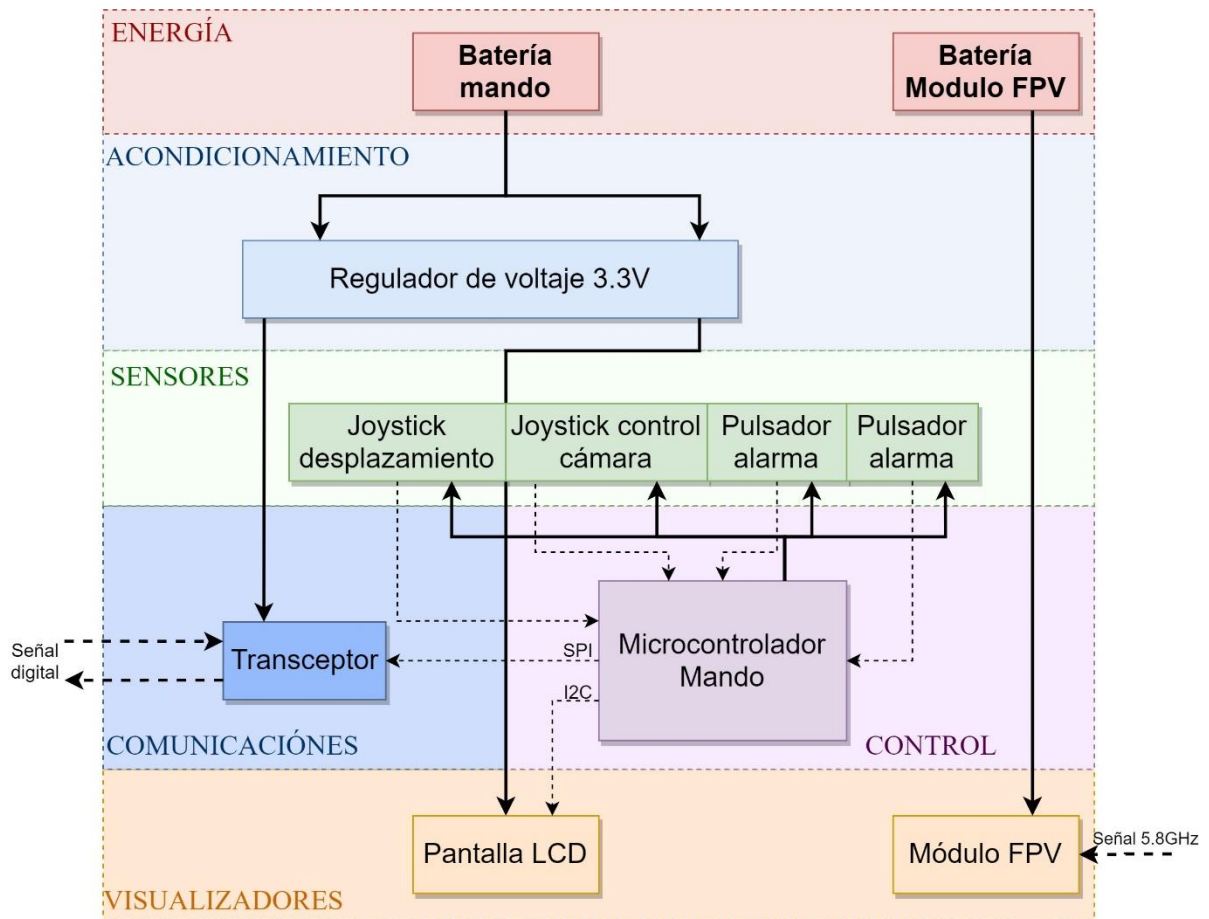 ENERGÍA
Batería
mando
Batería
Modulo FPV
ACONDICIONAMIENTO
Regulador de voltaje 3.3V
SENSORES
Joystick
desplazamiento
Joystick control
cámara
Pulsador
alarma
Pulsador
alarma
Señal
digital
Transceptor
SPI
I2C
Microcontrolador
Mando
COMUNICACIÓNES
CONTROL
Pantalla LCD
Módulo FPV
Señal 5.8GHz
VISUALIZADORES